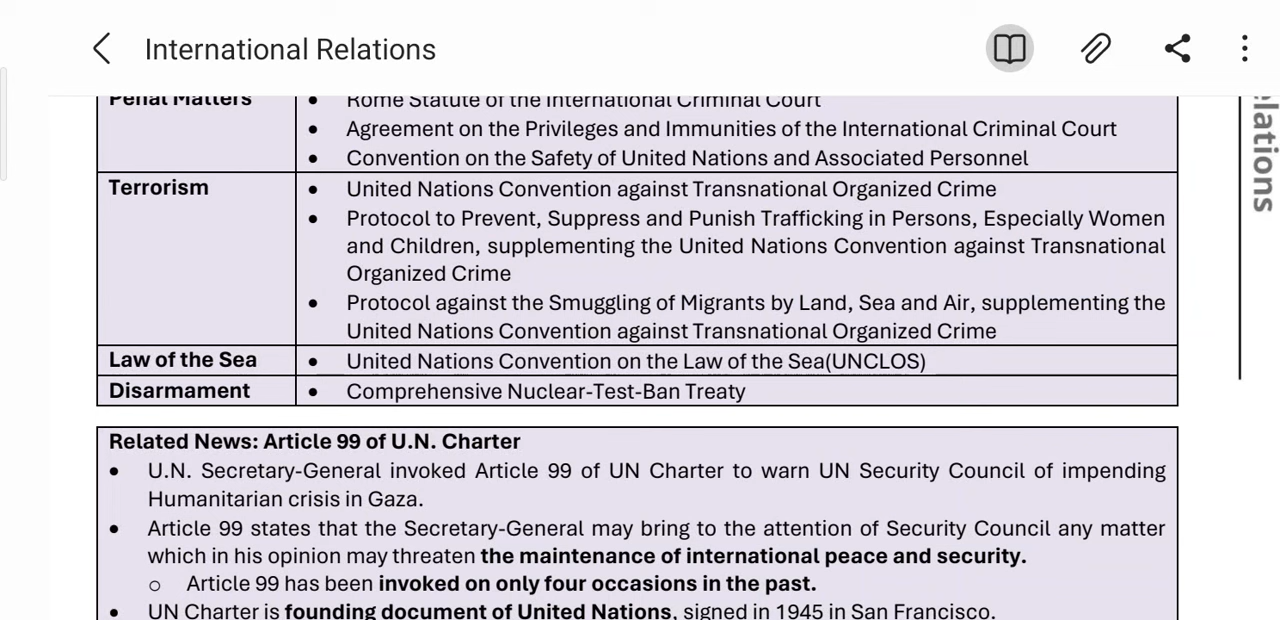 International Relations
Penal Matters
• Rome Statute of the International Criminal Court
• Agreement on the Privileges and Immunities of the International Criminal Court
• Convention on the Safety of United Nations and Associated Personnel
Terrorism
• United Nations Convention against Transnational Organized Crime
• Protocol to Prevent, Suppress and Punish Trafficking in Persons, Especially Women
and Children, supplementing the United Nations Convention against Transnational
Organized Crime
• Protocol against the Smuggling of Migrants by Land, Sea and Air, supplementing the
United Nations Convention against Transnational Organized Crime
Law of the Sea
• United Nations Convention on the Law of the Sea(UNCLOS)
Disarmament
• Comprehensive Nuclear-Test-Ban Treaty
Related News: Article 99 of U.N. Charter
• U.N. Secretary-General invoked Article 99 of UN Charter to warn UN Security Council of impending
Humanitarian crisis in Gaza.
• Article 99 states that the Secretary-General may bring to the attention of Security Council any matter
which in his opinion may threaten the maintenance of international peace and security.
o Article 99 has been invoked on only four occasions in the past.
• UN Charter is founding document of United Nations, signed in 1945 in San Francisco.
lations